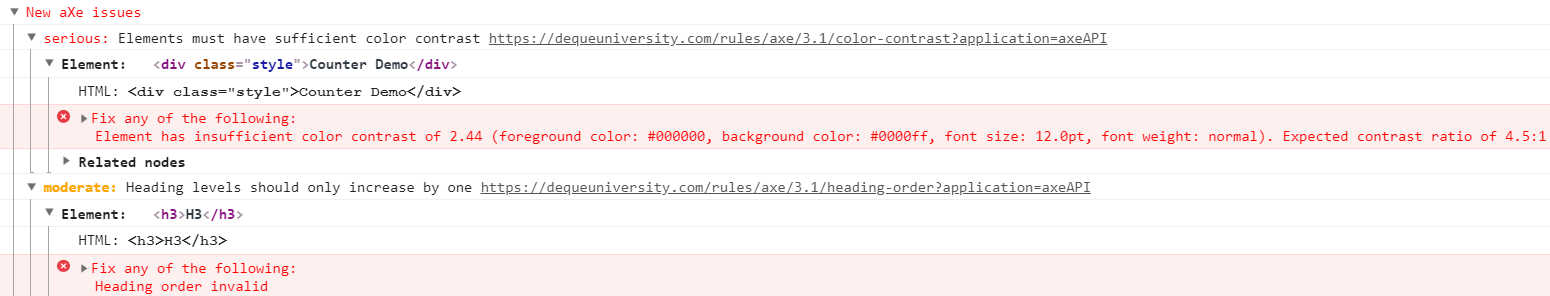 New aXe issues
serious: Elements must have sufficient color contrast https://dequeuniversity.com/rules/axe/3.1/color-contrast?application=axeAPI
Element: <div class="style">Counter Demo</div>
HTML: <div class="style">Counter Demo</div>
Fix any of the following:
Element has insufficient color contrast of 2.44 (foreground color: #000000, background color: #0000ff, font size: 12.0pt, font weight: normal). Expected contrast ratio of 4.5:1
Related nodes
moderate: Heading levels should only increase by one https://dequeuniversity.com/rules/axe/3.1/heading-order?application=axeAPI
Element: <h3>H3</h3>
HTML: <h3>H3</h3>
Fix any of the following:
Heading order invalid